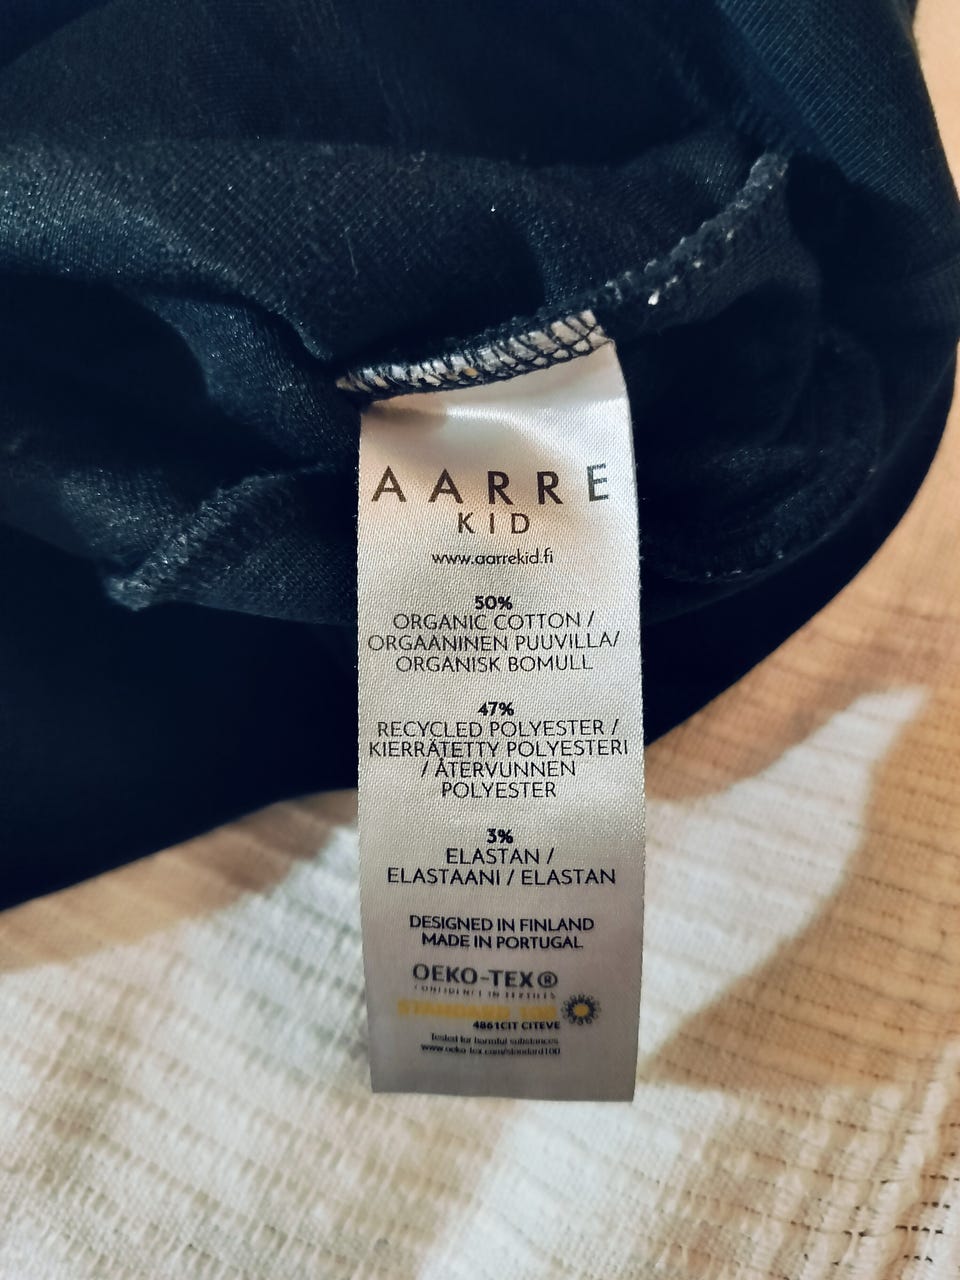 AARRE
KiD
www.aarrekid.fi
50%
ORGANIC COTTON /
ORGAANINEN PUUVILLA/
ORGANISK BOMULL
47%
RECYCLED POLYESTER /
KIERRÄTETTY POLYESTERI
/ ÅTERVUNNEN
POLYESTER
3%
ELASTAN /
ELASTAANI / ELASTAN
DESIGNED IN FINLAND
MADE IN PORTUGAL
OEKO-TEX®
CONFIDENCE IN TEXTILES
STANDARD 100
4861CIT CITEVE
Tested for harmful substances
www.oeko-tex.com/standard100